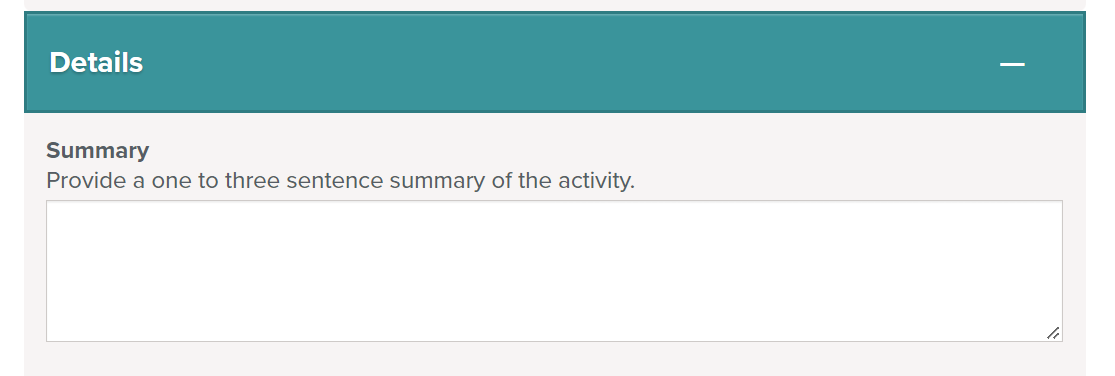 Details
Summary
Provide a one to three sentence summary of the activity.